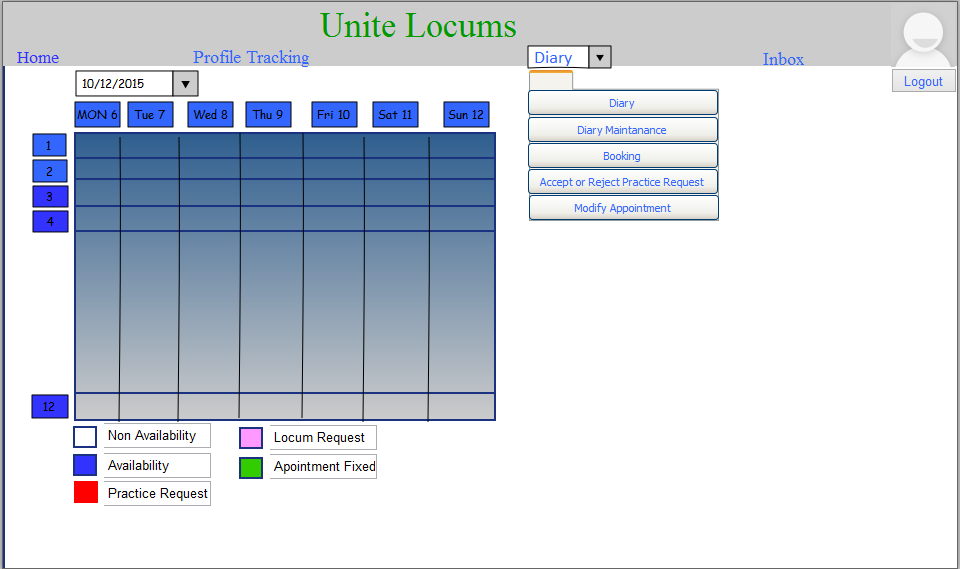 Unite Locums
Home
Profile Tracking
Diary
Inbox
Logout
10/12/2015
MON 6
Tue 7
Wed 8
Thu 9
Fri 10
Sat 11
Sun 12
1
2
3
4
12
Diary
Diary Maintanance
Booking
Accept or Reject Practice Request
Modify Appointment
Non Availability
Locum Request
Availability
Apointment Fixed
Practice Request